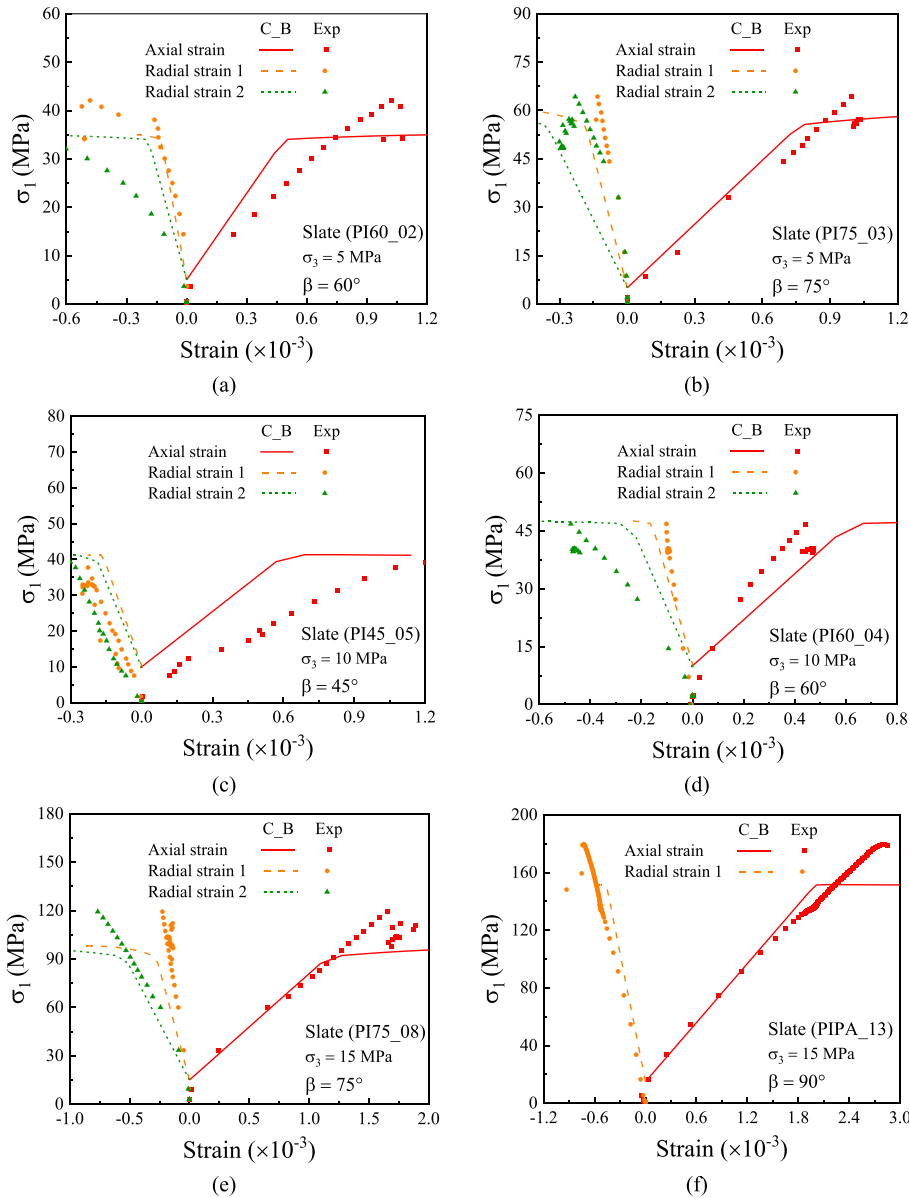 60
50
40
30
20
10
0
σ₁ (MPa)
C_B Exp
Axial strain
Radial strain 1
Radial strain 2
Slate (PI60_02)
σ₃ = 5 MPa
β = 60°
-0.6 -0.3 0.0 0.3 0.6 0.9 1.2
Strain (×10⁻³)
(a)
90
75
60
45
30
15
0
σ₁ (MPa)
C_B Exp
Axial strain
Radial strain 1
Radial strain 2
Slate (PI75_03)
σ₃ = 5 MPa
β = 75°
-0.3 0.0 0.3 0.6 0.9 1.2
Strain (×10⁻³)
(b)
80
70
60
50
40
30
20
10
0
σ₁ (MPa)
C_B Exp
Axial strain
Radial strain 1
Radial strain 2
Slate (PI45_05)
σ₃ = 10 MPa
β = 45°
-0.3 0.0 0.3 0.6 0.9 1.2
Strain (×10⁻³)
(c)
75
60
45
30
15
0
σ₁ (MPa)
C_B Exp
Axial strain
Radial strain 1
Radial strain 2
Slate (PI60_04)
σ₃ = 10 MPa
β = 60°
-0.6 -0.4 -0.2 0.0 0.2 0.4 0.6 0.8
Strain (×10⁻³)
(d)
180
150
120
90
60
30
0
σ₁ (MPa)
C_B Exp
Axial strain
Radial strain 1
Radial strain 2
Slate (PI75_08)
σ₃ = 15 MPa
β = 75°
-1.0 -0.5 0.0 0.5 1.0 1.5 2.0
Strain (×10⁻³)
(e)
200
160
120
80
40
0
σ₁ (MPa)
C_B Exp
Axial strain
Radial strain 1
Slate (PIPA_13)
σ₃ = 15 MPa
β = 90°
-1.2 -0.6 0.0 0.6 1.2 1.8 2.4 3.0
Strain (×10⁻³)
(f)